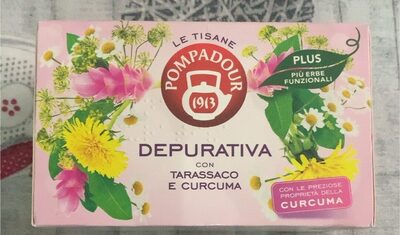 LE TISANE
POMPADOUR
1913
PLUS
PIÙ ERBE
FUNZIONALI
DEPURATIVA
CON
TARASSACO
E CURCUMA
CON LE PREZIOSE
PROPRIETÀ DELLA
CURCUMA